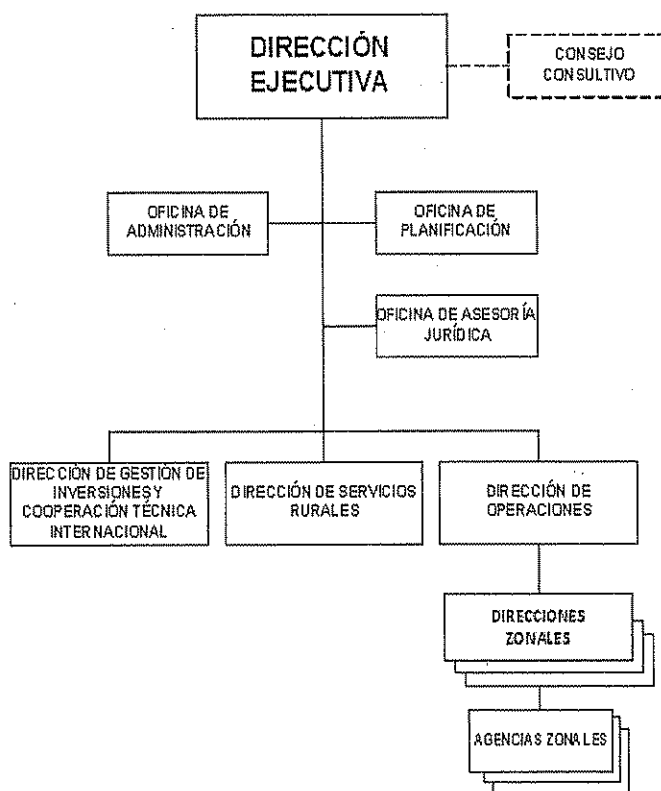 DIRECCIÓN
EJECUTIVA
CONSEJO
CONSULTIVO
OFICINA DE
ADMINISTRACIÓN
OFICINA DE
PLANIFICACIÓN
OFICINA DE ASESORÍA
JURÍDICA
DIRECCIÓN DE GESTIÓN DE
INVERSIONES Y
COOPERACIÓN TÉCNICA
INTERNACIONAL
DIRECCIÓN DE SERVICIOS
RURALES
DIRECCIÓN DE
OPERACIONES
DIRECCIONES
ZONALES
AGENCIAS ZONALES